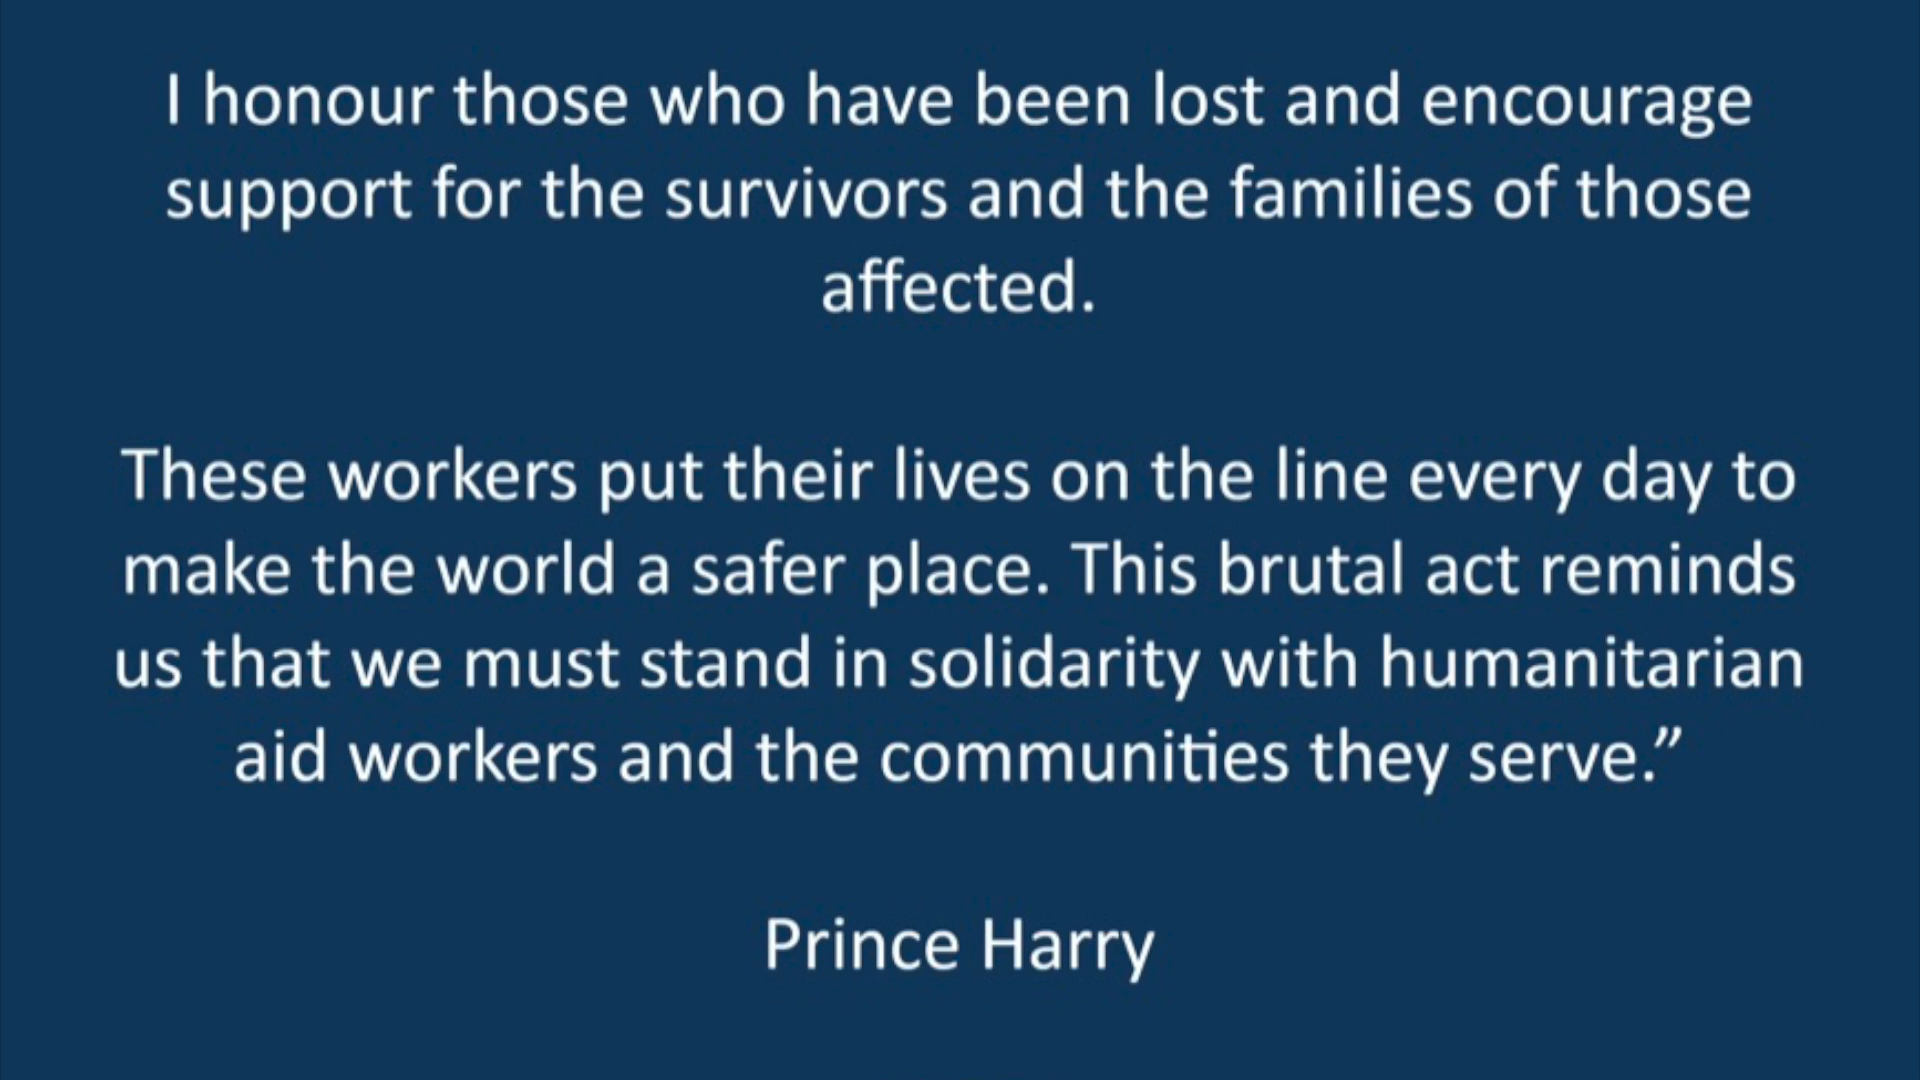 I honour those who have been lost and encourage
support for the survivors and the families of those
affected.
These workers put their lives on the line every day to
make the world a safer place. This brutal act reminds
us that we must stand in solidarity with humanitarian
aid workers and the communities they serve.”
Prince Harry